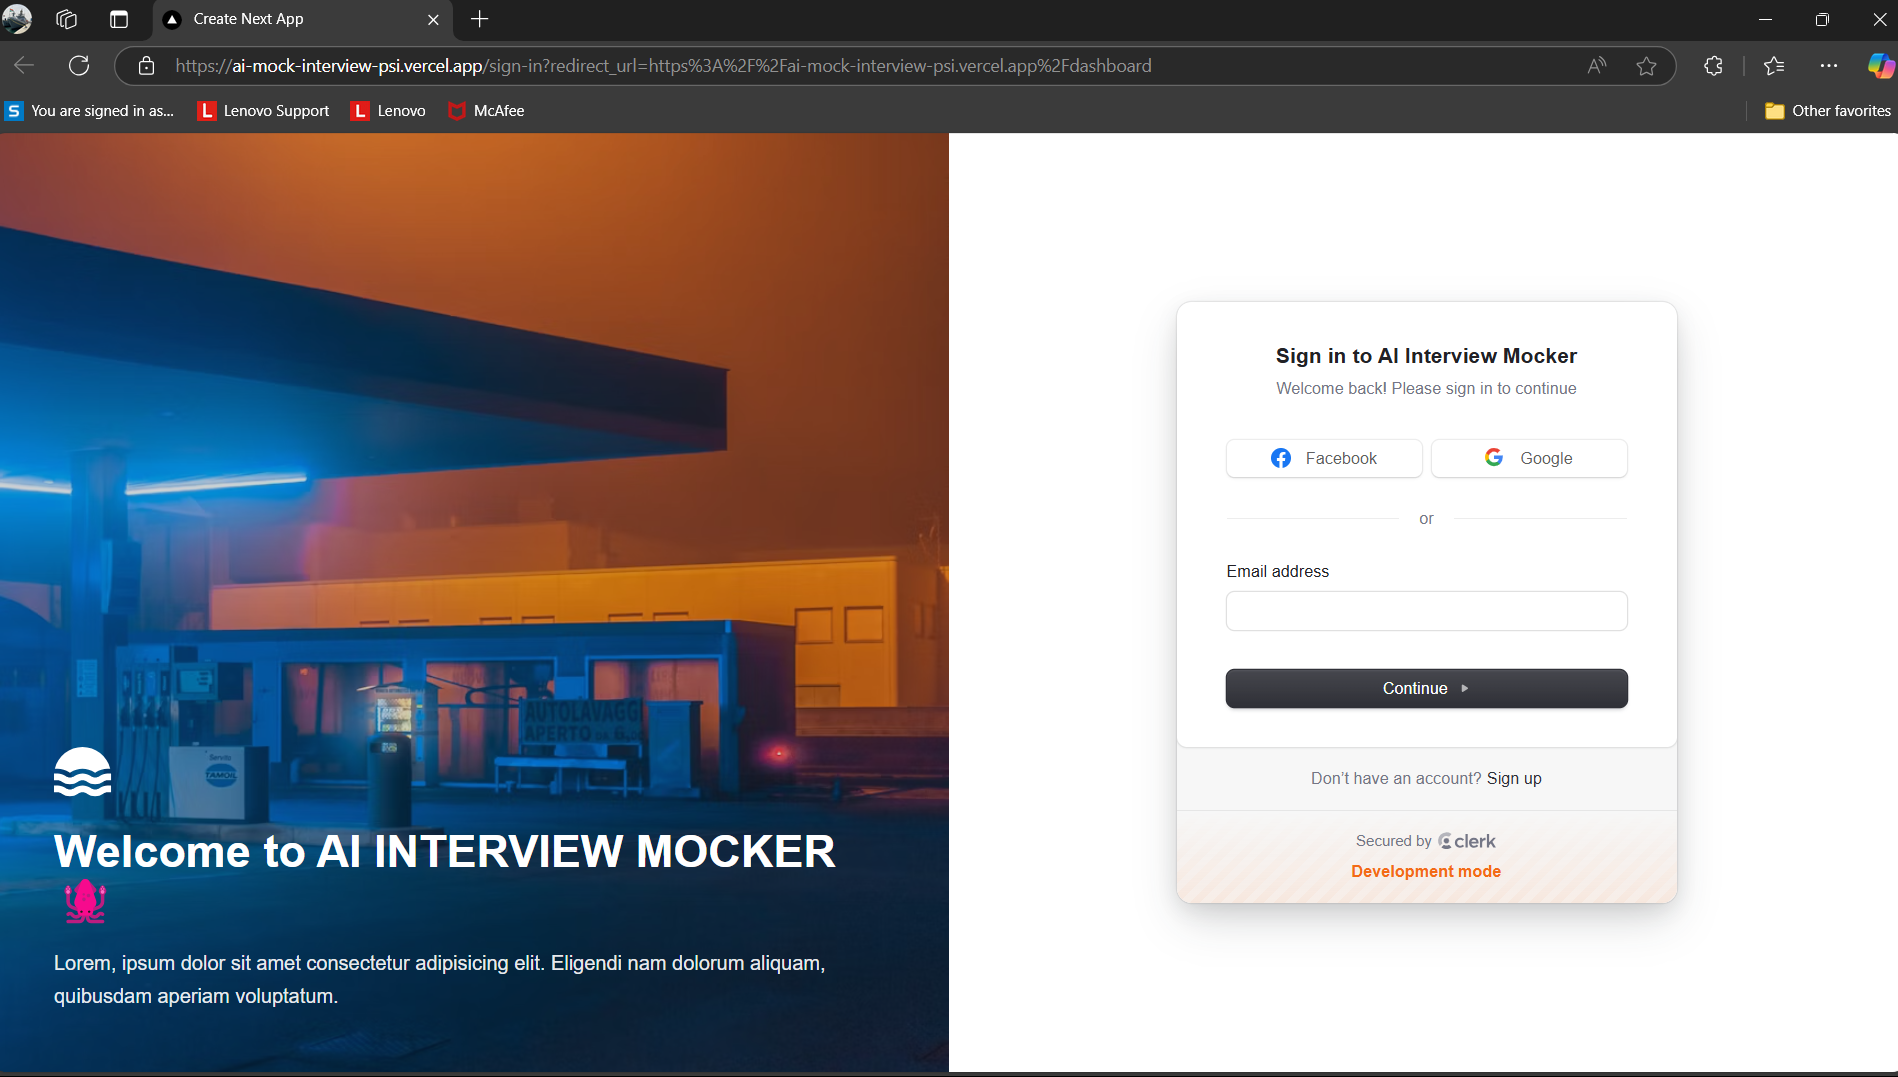 Create Next App
https://ai-mock-interview-psi.vercel.app/sign-in?redirect_url=https%3A%2F%2Fai-mock-interview-psi.vercel.app%2Fdashboard
You are signed in as...
Lenovo Support
Lenovo
McAfee
Other favorites
AUTOLAVAGGI
APERTO
Servito
TAMOIL
Welcome to AI INTERVIEW MOCKER
Lorem, ipsum dolor sit amet consectetur adipisicing elit. Eligendi nam dolorum aliquam,
quibusdam aperiam voluptatum.
Sign in to AI Interview Mocker
Welcome back! Please sign in to continue
Facebook
Google
or
Email address
Continue
Don't have an account? Sign up
Secured by clerk
Development mode